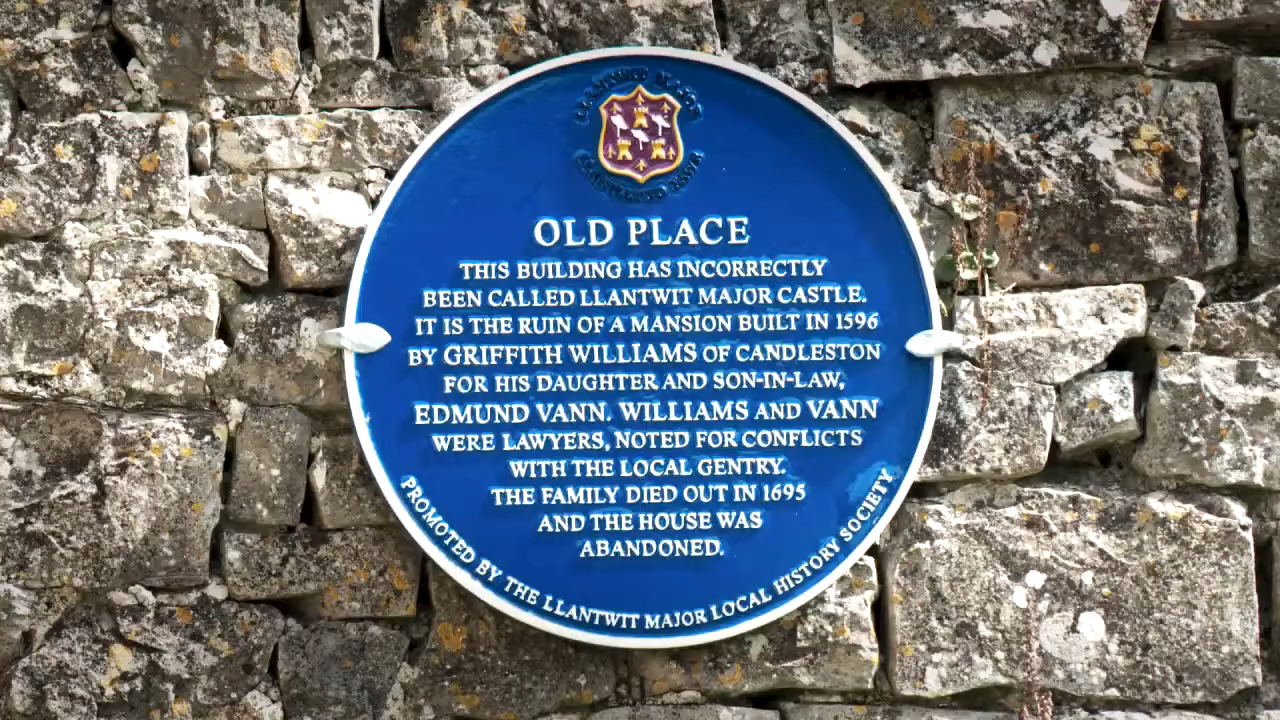 OLD PLACE
THIS BUILDING HAS INCORRECTLY
BEEN CALLED LLANTWIT MAJOR CASTLE.
IT IS THE RUIN OF A MANSION BUILT IN 1596
BY GRIFFITH WILLIAMS OF CANDLESTON
FOR HIS DAUGHTER AND SON-IN-LAW,
EDMUND VANN. WILLIAMS AND VANN
WERE LAWYERS, NOTED FOR CONFLICTS
WITH THE LOCAL GENTRY.
THE FAMILY DIED OUT IN 1695
AND THE HOUSE WAS
ABANDONED.
PROMOTED BY THE LLANTWIT MAJOR LOCAL HISTORY SOCIETY